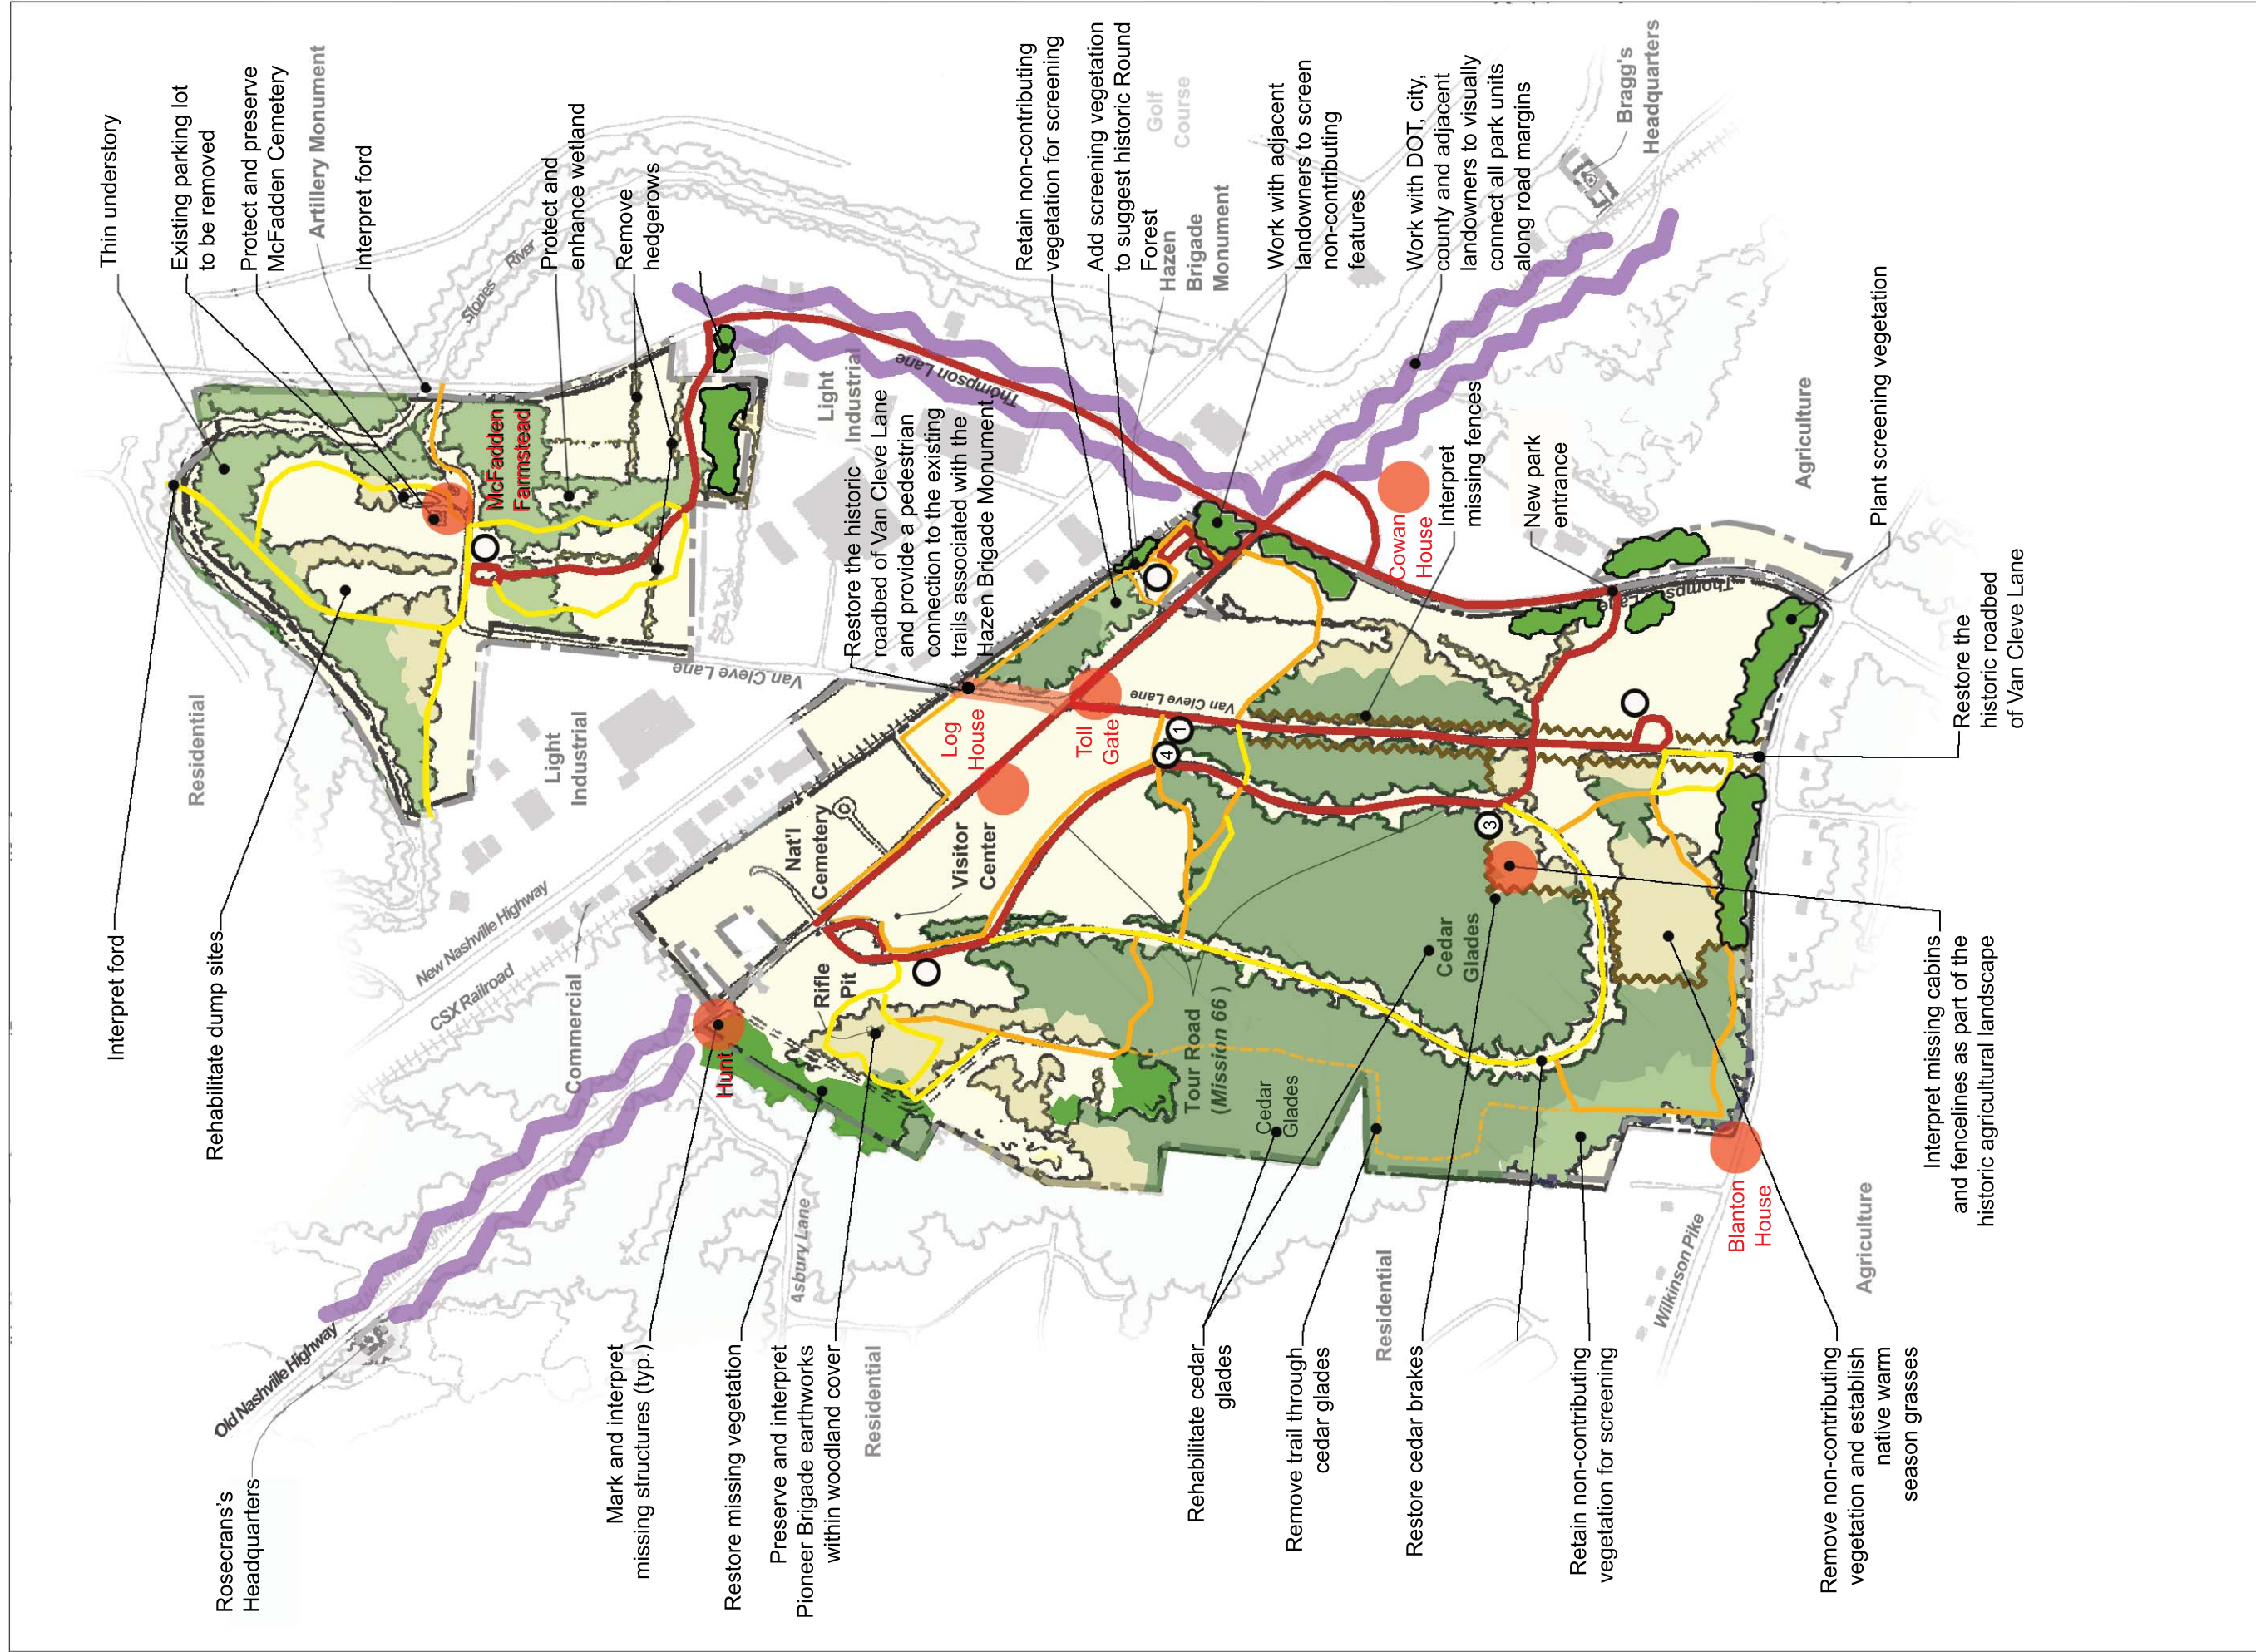 Thin understory
Existing parking lot
to be removed
Protect and preserve
McFadden Cemetery
Artillery Monument
Interpret ford
Protect and
enhance wetland
Remove
hedgerows
Retain non-contributing
vegetation for screening
Add screening vegetation
to suggest historic Round
Forest
Golf
Course
Hazen
Brigade
Monument
Work with adjacent
landowners to screen
non-contributing
features
Work with DOT, city,
county and adjacent
landowners to visually
connect all park units
along road margins
Bragg's
Headquarters
Stones
River
McFadden
Farmstead
Light
Industrial
Thompson Lane
Restore the historic
roadbed of Van Cleve Lane
and provide a pedestrian
connection to the existing
trails associated with the
Hazen Brigade Monument
Cowan
House
Interpret
missing fences
New park
entrance
Agriculture
Plant screening vegetation
Thompson Lane
Restore the
historic roadbed
of Van Cleve Lane
Residential
Light
Industrial
Van Cleve Lane
Log
House
Toll
Gate
Van Cleve Lane
1
4
3
Nat'l
Cemetery
Visitor
Center
Rifle
Pit
New Nashville Highway
CSX Railroad
Commercial
Interpret ford
Rehabilitate dump sites
Hunt
Tour Road
(Mission 66 )
Cedar
Glades
Cedar
Glades
Interpret missing cabins
and fencelines as part of the
historic agricultural landscape
Asbury Lane
Old Nashville Highway
Rosecrans's
Headquarters
Mark and interpret
missing structures (typ.)
Restore missing vegetation
Preserve and interpret
Pioneer Brigade earthworks
within woodland cover
Residential
Rehabilitate cedar
glades
Remove trail through
cedar glades
Residential
Restore cedar brakes
Retain non-contributing
vegetation for screening
Wilkinson Pike
Blanton
House
Agriculture
Remove non-contributing
vegetation and establish
native warm
season grasses